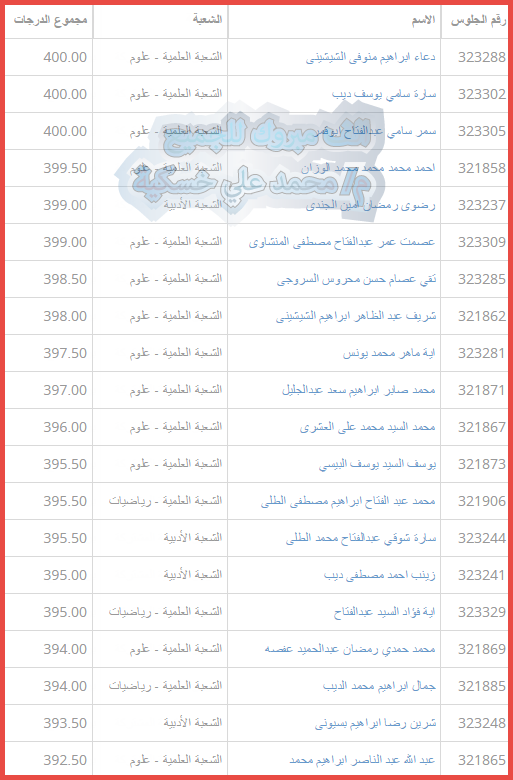 رقم الجلوس الاسم الشعبة مجموع الدرجات
323288 دعاء ابراهيم منوفى الشيشينى الشعبة العلمية - علوم 400.00
323302 سارة سامي يوسف ديب الشعبة العلمية - علوم 400.00
323305 سمر سامي عبدالفتاح ابوقمر الشعبة العلمية - علوم 400.00
ألف مبروك للجميع
321858 احمد محمد محمد محمد الوزان الشعبة العلمية - علوم 399.50
أ/ محمد علي خسكية
323237 رضوى رمضان امين الجندى الشعبة الأدبية 399.00
323309 عصمت عمر عبدالفتاح مصطفى المنشاوى الشعبة العلمية - علوم 399.00
323285 تقي عصام حسن محروس السروجى الشعبة العلمية - علوم 398.50
321862 شريف عبد الظاهر ابراهيم الشيشينى الشعبة العلمية - علوم 398.00
323281 اية ماهر محمد يونس الشعبة العلمية - علوم 397.50
321871 محمد صابر ابراهيم سعد عبدالجليل الشعبة العلمية - علوم 397.00
321867 محمد السيد محمد على العشرى الشعبة العلمية - علوم 396.00
321873 يوسف السيد يوسف البيسي الشعبة العلمية - علوم 395.50
321906 محمد عبد الفتاح ابراهيم مصطفى الطلى الشعبة العلمية - رياضيات 395.50
323244 سارة شوقي عبدالفتاح محمد الطلى الشعبة الأدبية 395.50
323241 زينب احمد مصطفى ديب الشعبة الأدبية 395.00
323329 اية فؤاد السيد عبدالفتاح الشعبة العلمية - رياضيات 395.00
321869 محمد حمدي رمضان عبدالحميد عفصه الشعبة العلمية - علوم 394.00
321885 جمال ابراهيم محمد الديب الشعبة العلمية - رياضيات 394.00
323248 شرين رضا ابراهيم بسيونى الشعبة الأدبية 393.50
321865 عبد الله عبد الناصر ابراهيم محمد الشعبة العلمية - علوم 392.50